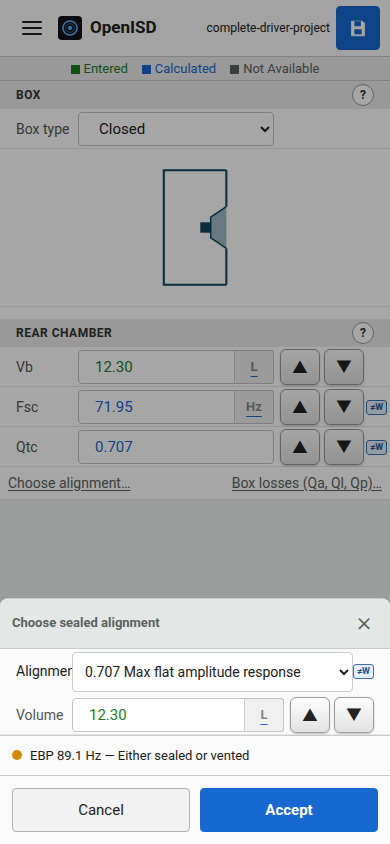 OpenISD complete-driver-project
Entered Calculated Not Available
BOX ?
Box type Closed
REAR CHAMBER ?
Vb 12.30 L ▲ ▼
Fsc 71.95 Hz ▲ ▼ ≠W
Qtc 0.707 ▲ ▼ ≠W
Choose alignment... Box losses (Qa, Ql, Qp)...
Choose sealed alignment ×
Alignmer 0.707 Max flat amplitude response ≠W
Volume 12.30 L ▲ ▼
EBP 89.1 Hz — Either sealed or vented
Cancel Accept